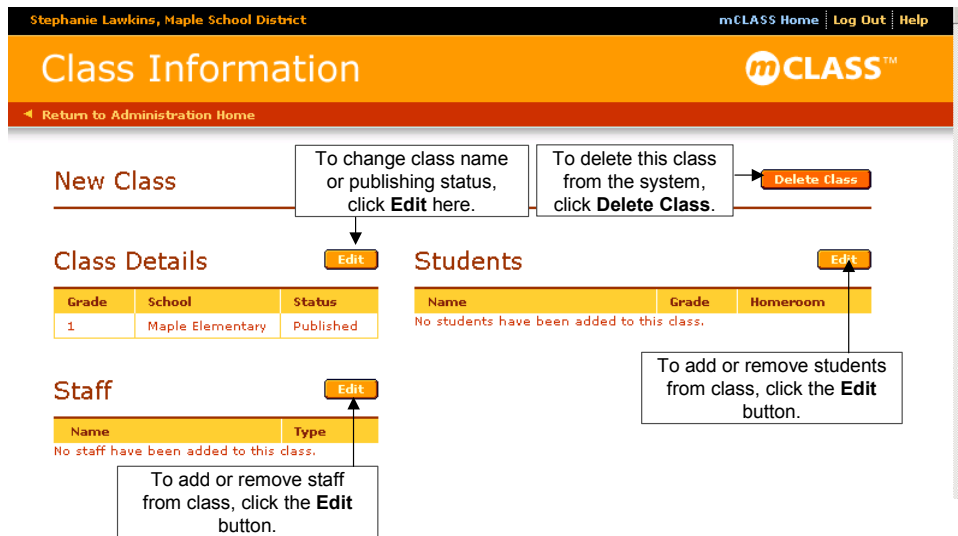 Stephanie Lawkins, Maple School District
mCLASS Home Log Out Help
Class Information
mCLASS™
Return to Administration Home
New Class
To change class name
or publishing status,
click Edit here.
To delete this class
from the system,
click Delete Class.
Delete Class
Class Details
Edit
Grade School Status
1 Maple Elementary Published
Students
Edit
Name Grade Homeroom
No students have been added to this class.
To add or remove students
from class, click the Edit
button.
Staff
Edit
Name Type
No staff have been added to this class.
To add or remove staff
from class, click the Edit
button.